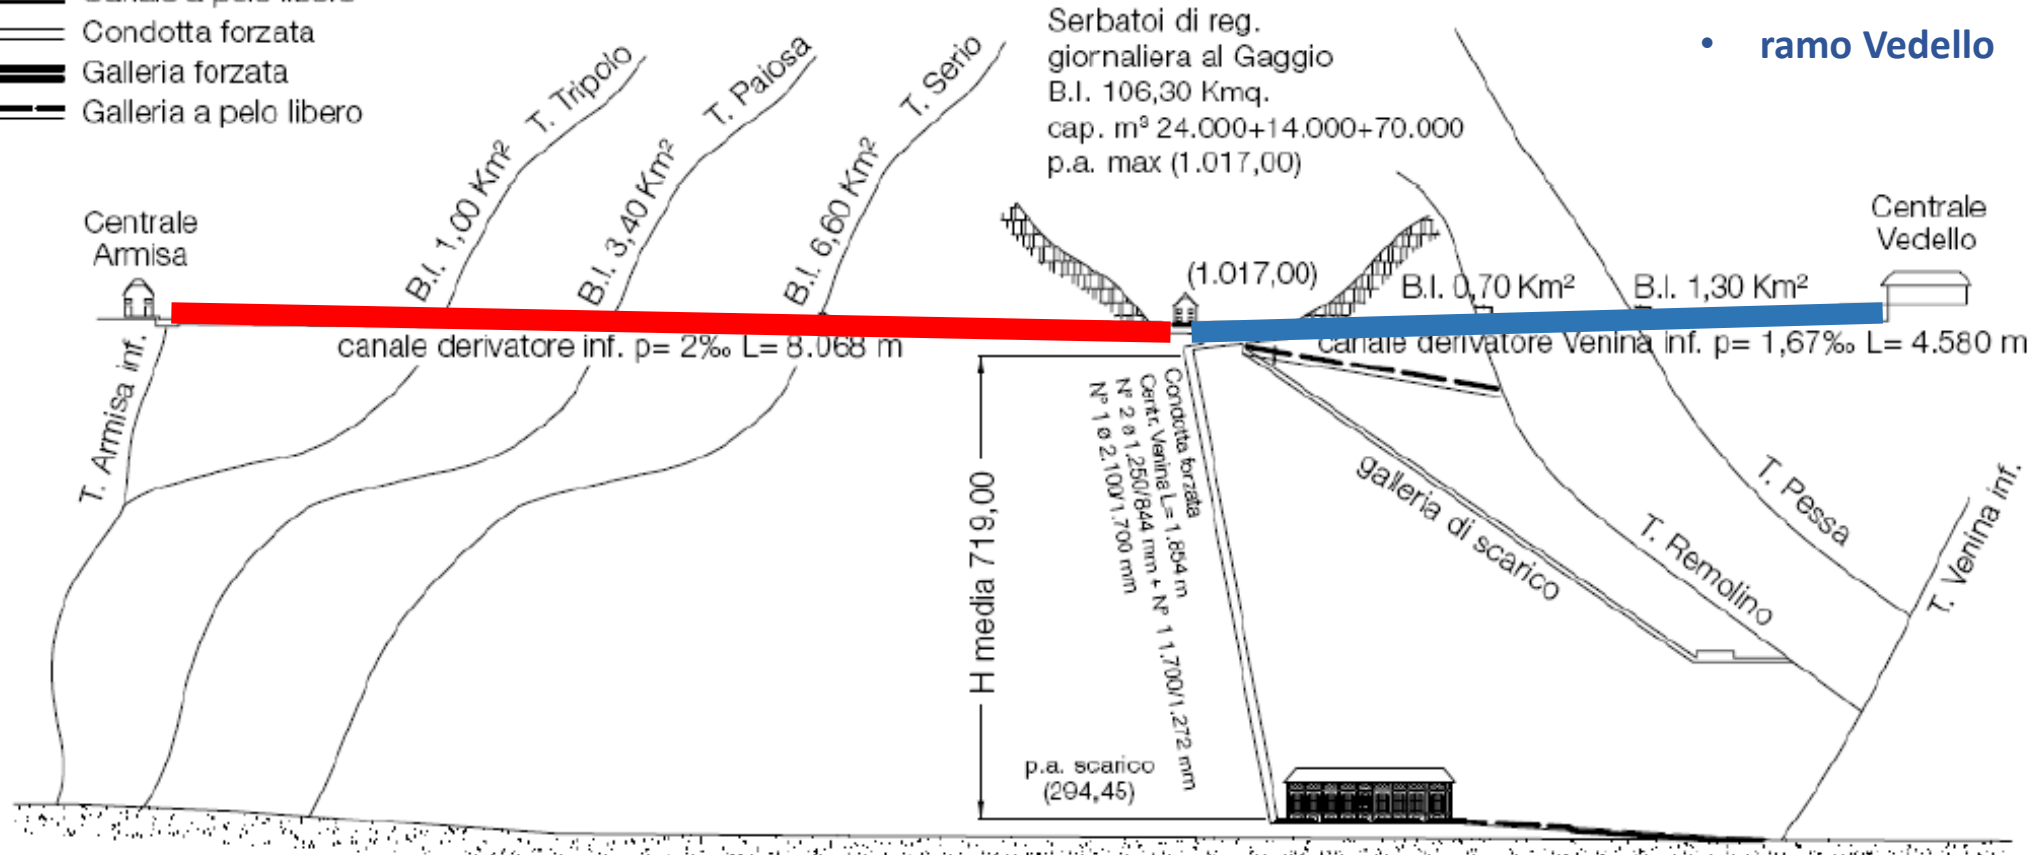 Canale a pelo libero
Condotta forzata
Galleria forzata
Galleria a pelo libero
T. Tripolo
B.I. 1,00 Km²
T. Paiosa
B.I. 3,40 Km²
T. Serio
B.I. 6,60 Km²
Serbatoi di reg.
giornaliera al Gaggio
B.I. 106,30 Kmq.
cap. m³ 24.000+14.000+70.000
p.a. max (1.017,00)
• ramo Vedello
Centrale
Armisa
(1.017,00)
B.I. 0,70 Km²
B.I. 1,30 Km²
Centrale
Vedello
canale derivatore inf. p= 2‰ L= 8.068 m
canale derivatore Venina inf. p= 1,67‰ L= 4.580 m
T. Armisa inf.
H media 719,00
Condotta forzata
Centr. Venina L= 1.854 m
N° 2 ø 1.250/844 mm + N° 1 1.700/1.272 mm
N° 1 ø 2.100/1.700 mm
galleria di scarico
T. Remolino
T. Pessa
T. Venina inf.
p.a. scarico
(294,45)